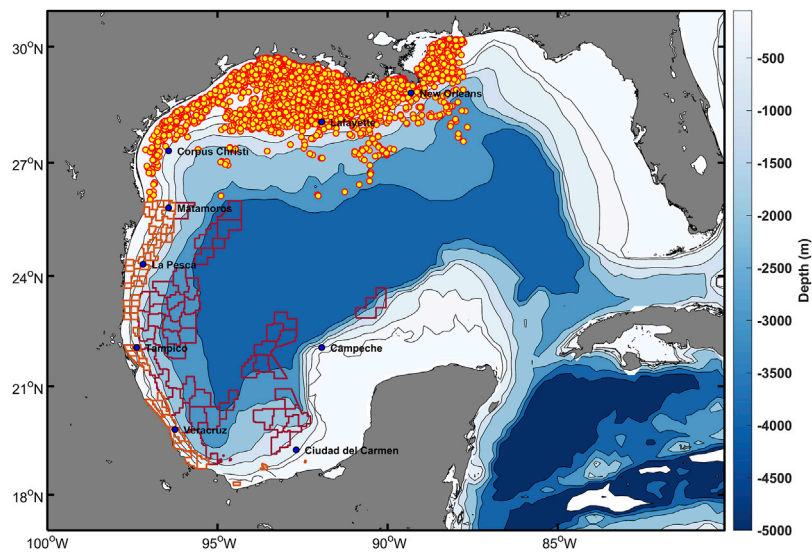 30°N
27°N
24°N
21°N
18°N
100°W
95°W
90°W
85°W
New Orleans
Lafayette
Corpus Christi
Matamoros
La Pesca
Tampico
Campeche
Veracruz
Ciudad del Carmen
-500
-1000
-1500
-2000
-2500
-3000
-3500
-4000
-4500
-5000
Depth (m)